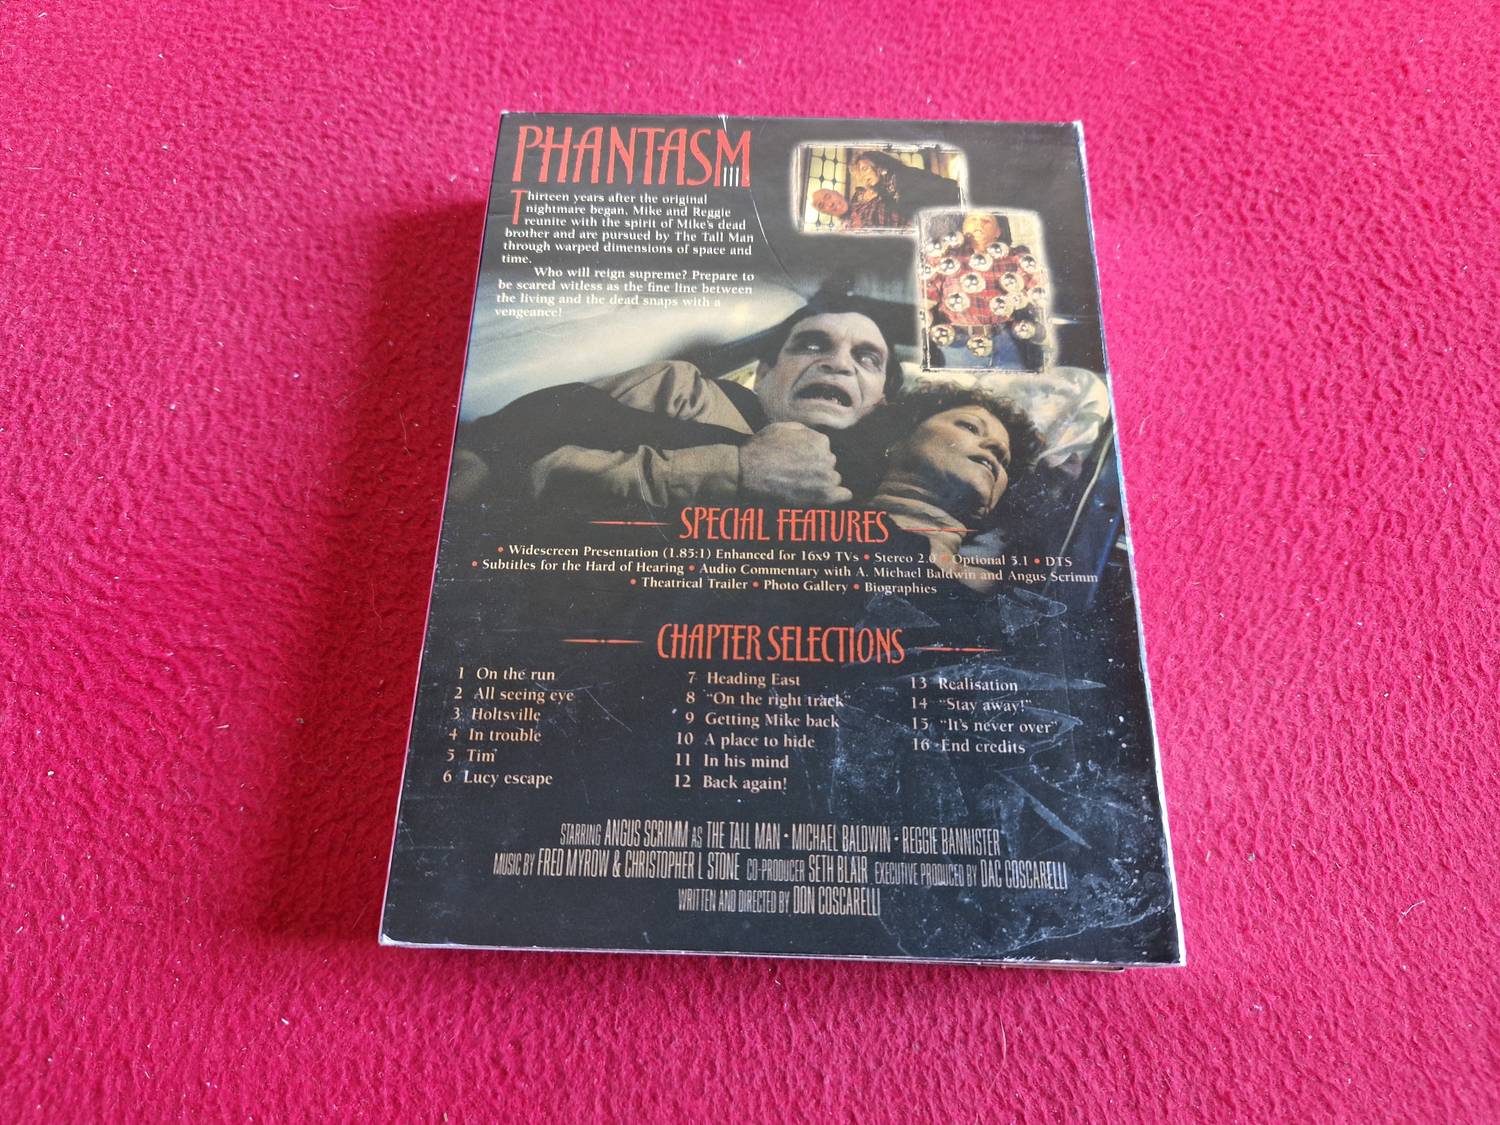 PHANTASM
III
Thirteen years after the original
nightmare began, Mike and Reggie
reunite with the spirit of Mike's dead
brother and are pursued by The Tall Man
through warped dimensions of space and
time.
Who will reign supreme? Prepare to
be scared witless as the fine line between
the living and the dead snaps with a
vengeance!
SPECIAL FEATURES
• Widescreen Presentation (1.85:1) Enhanced for 16x9 TVs • Stereo 2.0 • Optional 5.1 • DTS
• Subtitles for the Hard of Hearing • Audio Commentary with A. Michael Baldwin and Angus Scrimm
• Theatrical Trailer • Photo Gallery • Biographies
CHAPTER SELECTIONS
1 On the run
2 All seeing eye
3 Holtsville
4 In trouble
5 Tim
6 Lucy escape
7 Heading East
8 "On the right track"
9 Getting Mike back
10 A place to hide
11 In his mind
12 Back again!
13 Realisation
14 "Stay away!"
15 "It's never over"
16 End credits
STARRING ANGUS SCRIMM AS THE TALL MAN · MICHAEL BALDWIN · REGGIE BANNISTER
MUSIC BY FRED MYROW & CHRISTOPHER L STONE CO-PRODUCER SETH BLAIR EXECUTIVE PRODUCED BY DAC COSCARELLI
WRITTEN AND DIRECTED BY DON COSCARELLI